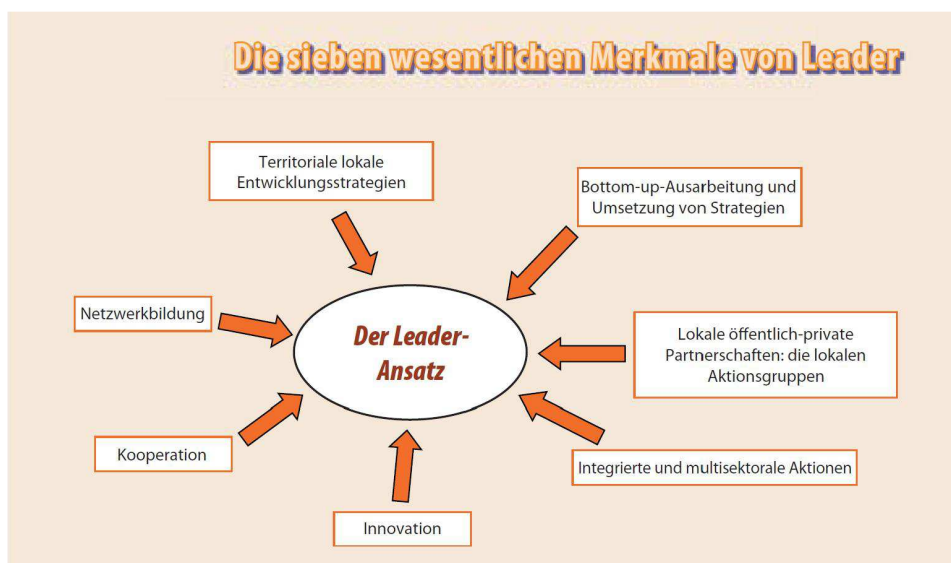 Die sieben wesentlichen Merkmale von Leader
Territoriale lokale
Entwicklungsstrategien
Bottom-up-Ausarbeitung und
Umsetzung von Strategien
Netzwerkbildung
Der Leader-
Ansatz
Lokale öffentlich-private
Partnerschaften: die lokalen
Aktionsgruppen
Kooperation
Integrierte und multisektorale Aktionen
Innovation